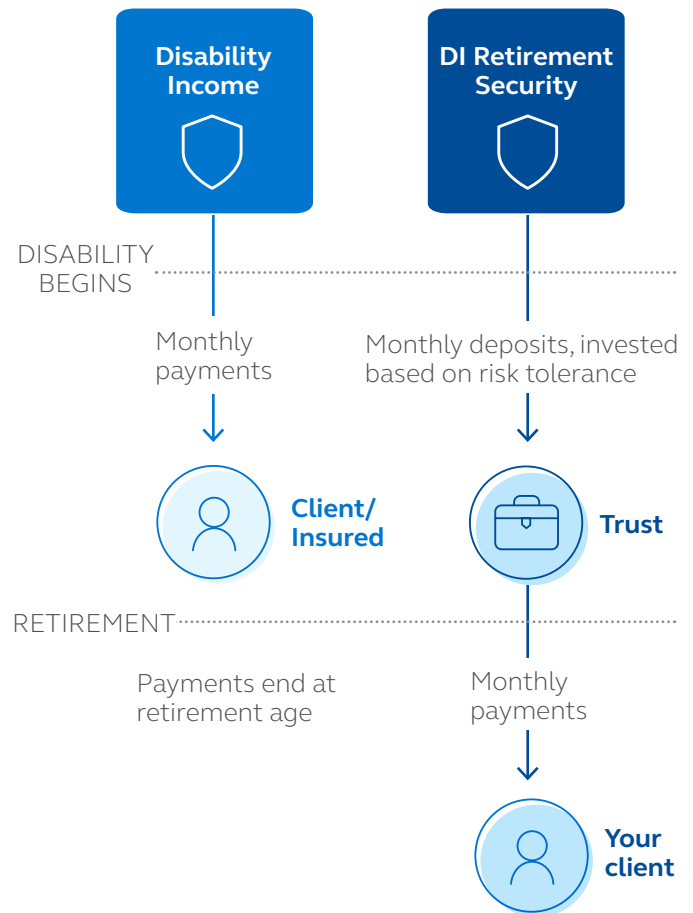 Disability
Income
DI Retirement
Security
DISABILITY
BEGINS
Monthly
payments
Monthly deposits, invested
based on risk tolerance
Client/
Insured
Trust
RETIREMENT
Payments end at
retirement age
Monthly
payments
Your
client